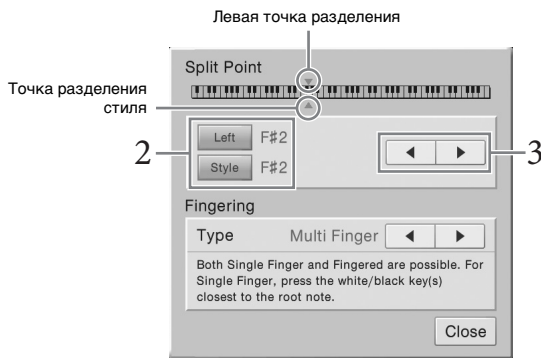 Левая точка разделения
Split Point
Точка разделения
стиля
Left F♯2
2
3
Style F♯2
Fingering
Type Multi Finger
Both Single Finger and Fingered are possible. For
Single Finger, press the white/black key(s)
closest to the root note.
Close